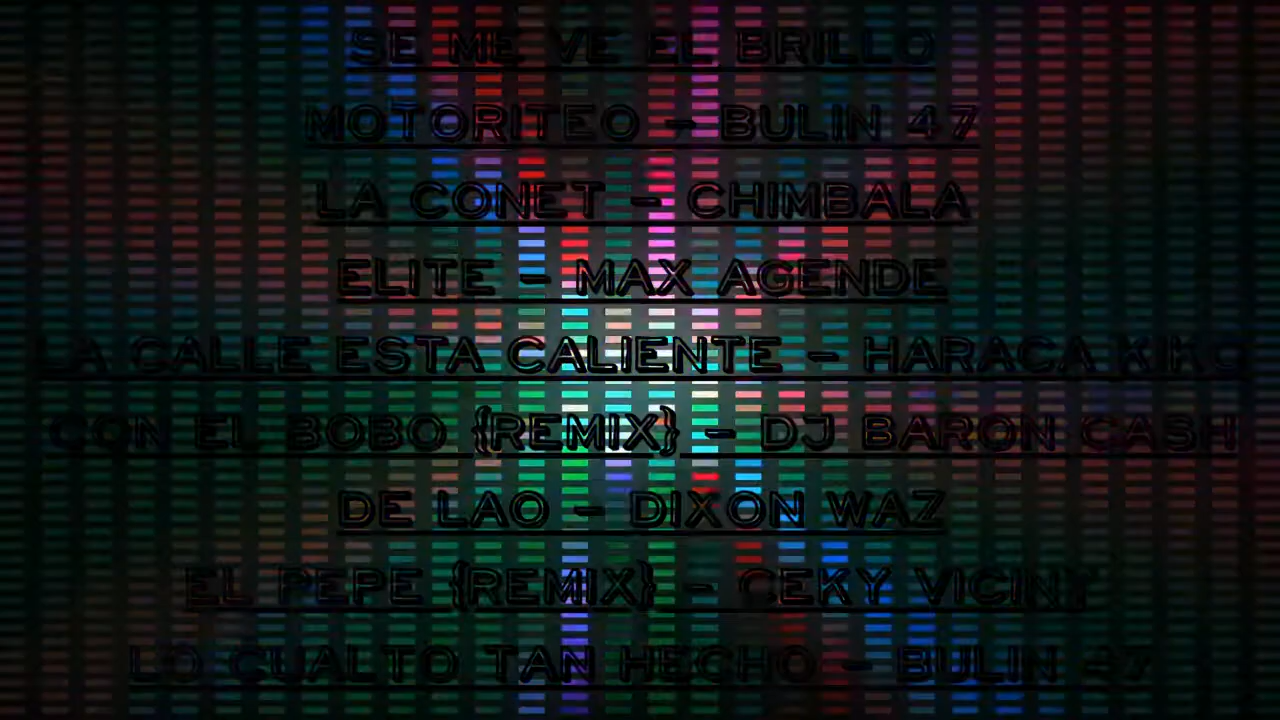 SE ME VE EL BRILLO
MOTORITEO - BULIN 47
LA CONET - CHIMBALA
ELITE - MAX AGENDE
LA CALLE ESTA CALIENTE - HARACA KIKO
CON EL BOBO {REMIX} - DJ BARON CASH
DE LAO - DIXON WAZ
EL PEPE {REMIX} - CEKY VICINY
LO CUALTO TAN HECHO - BULIN 47